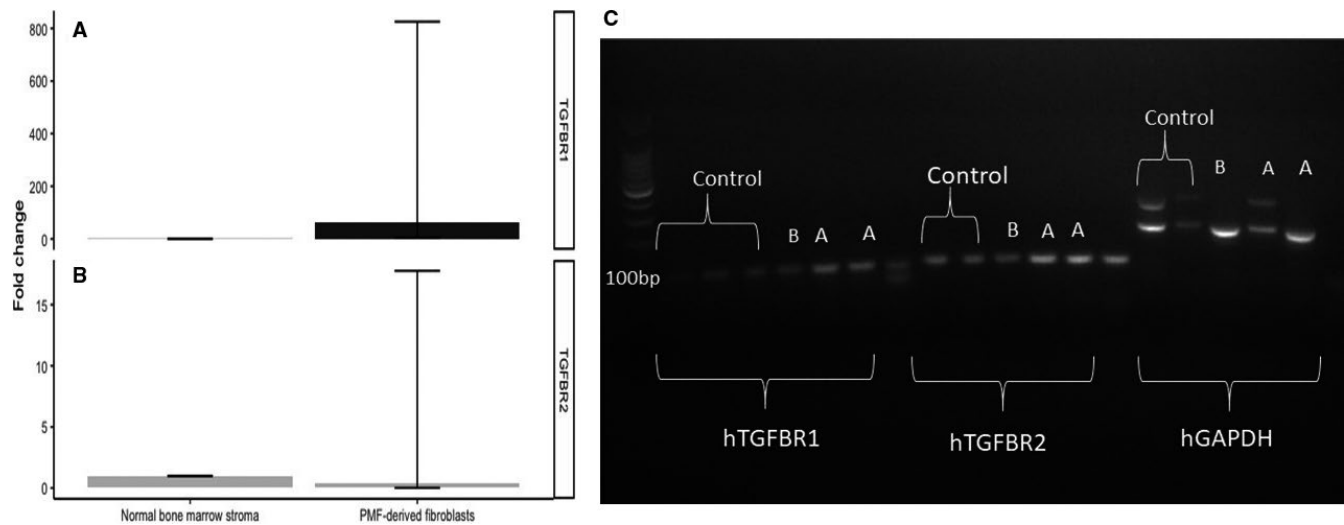 A
800
600
400
200
0
TGFBR1
Fold change
B
15
10
5
0
TGFBR2
Normal bone marrow stroma
PMF-derived fibroblasts
C
Control
B
A
A
Control
B
A
A
Control
B
A
A
100bp
hTGFBR1
hTGFBR2
hGAPDH